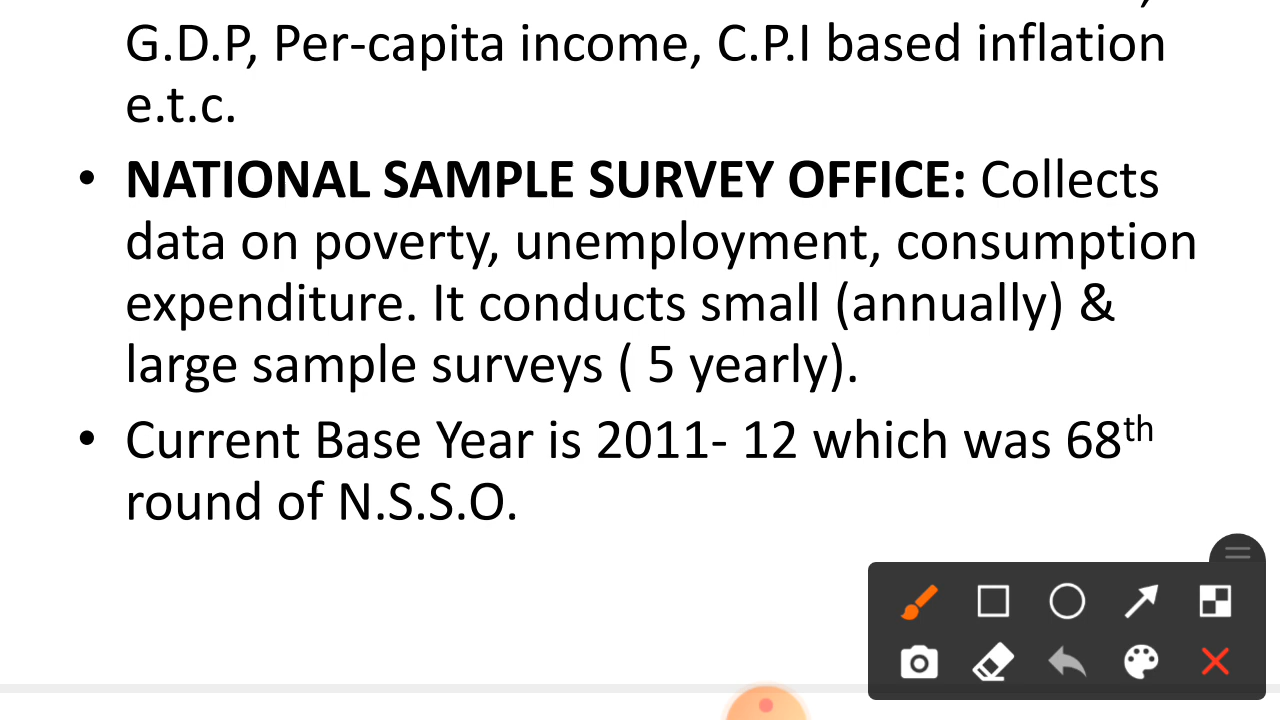 G.D.P, Per-capita income, C.P.I based inflation
e.t.c.
• NATIONAL SAMPLE SURVEY OFFICE: Collects
data on poverty, unemployment, consumption
expenditure. It conducts small (annually) &
large sample surveys ( 5 yearly).
• Current Base Year is 2011- 12 which was 68th
round of N.S.S.O.